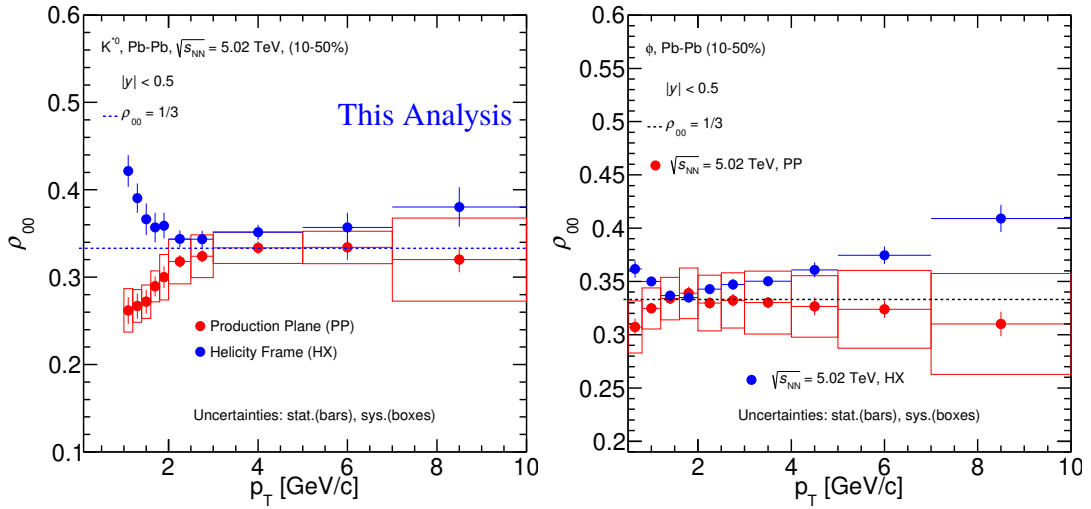 K*0, Pb-Pb, √sNN = 5.02 TeV, (10-50%)
|y| < 0.5
ρ00 = 1/3
This Analysis
Production Plane (PP)
Helicity Frame (HX)
Uncertainties: stat.(bars), sys.(boxes)
0.6
0.5
0.4
0.3
0.2
0.1
ρ00
2
4
6
8
10
pT [GeV/c]
ϕ, Pb-Pb (10-50%)
|y| < 0.5
ρ00 = 1/3
√sNN = 5.02 TeV, PP
√sNN = 5.02 TeV, HX
Uncertainties: stat.(bars), sys.(boxes)
0.6
0.55
0.5
0.45
0.4
0.35
0.3
0.25
0.2
ρ00
2
4
6
8
10
pT [GeV/c]